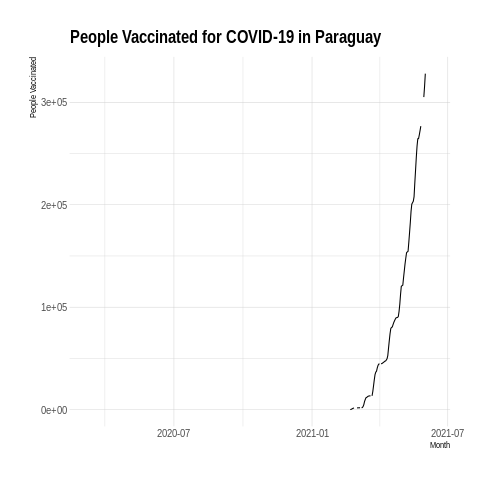 People Vaccinated for COVID-19 in Paraguay
People Vaccinated
3e+05
2e+05
1e+05
0e+00
2020-07
2021-01
2021-07
Month